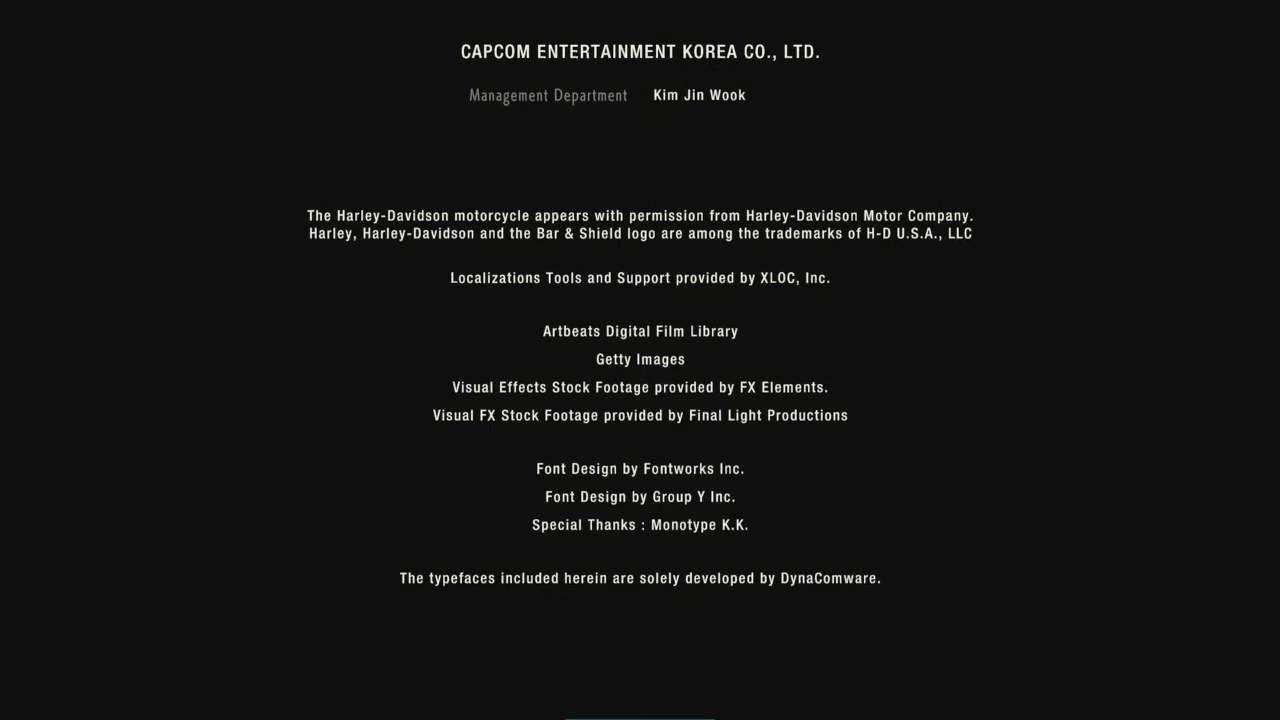 CAPCOM ENTERTAINMENT KOREA CO., LTD.
Management Department Kim Jin Wook
The Harley-Davidson motorcycle appears with permission from Harley-Davidson Motor Company.
Harley, Harley-Davidson and the Bar & Shield logo are among the trademarks of H-D U.S.A., LLC
Localizations Tools and Support provided by XLOC, Inc.
Artbeats Digital Film Library
Getty Images
Visual Effects Stock Footage provided by FX Elements.
Visual FX Stock Footage provided by Final Light Productions
Font Design by Fontworks Inc.
Font Design by Group Y Inc.
Special Thanks : Monotype K.K.
The typefaces included herein are solely developed by DynaComware.